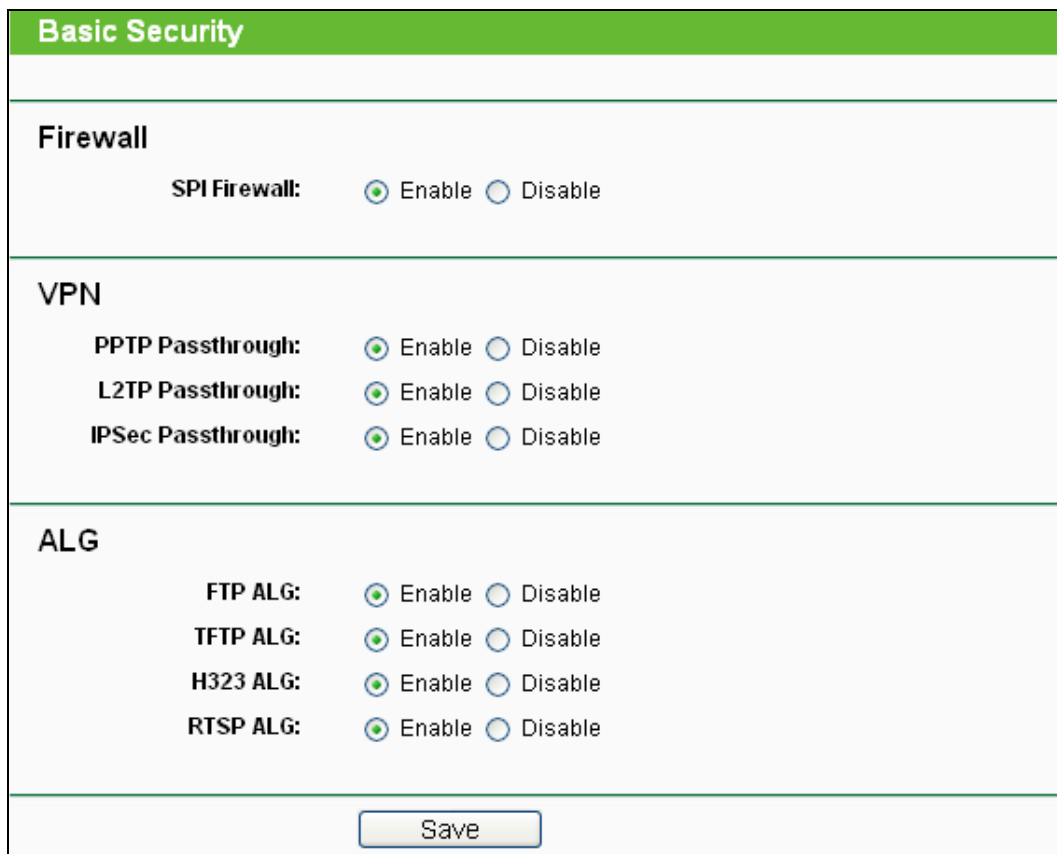 Basic Security
Firewall
SPI Firewall: Enable Disable
VPN
PPTP Passthrough: Enable Disable
L2TP Passthrough: Enable Disable
IPSec Passthrough: Enable Disable
ALG
FTP ALG: Enable Disable
TFTP ALG: Enable Disable
H323 ALG: Enable Disable
RTSP ALG: Enable Disable
Save